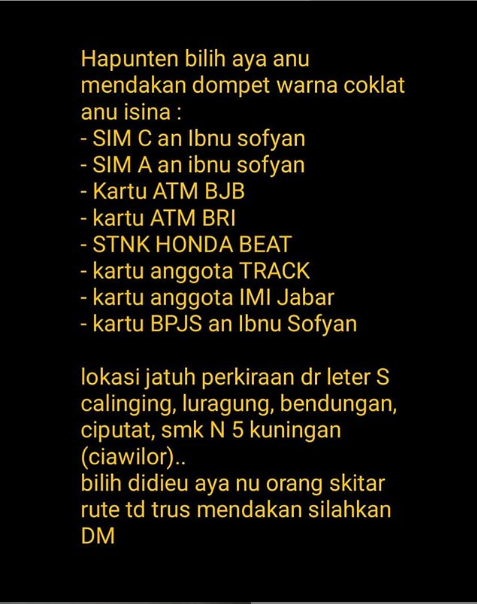 Hapunten bilih aya anu
mendakan dompet warna coklat
anu isina :
- SIM C an Ibnu sofyan
- SIM A an ibnu sofyan
- Kartu ATM BJB
- kartu ATM BRI
- STNK HONDA BEAT
- kartu anggota TRACK
- kartu anggota IMI Jabar
- kartu BPJS an Ibnu Sofyan
lokasi jatuh perkiraan dr leter S
calinging, luragung, bendungan,
ciputat, smk N 5 kuningan
(ciawilor)..
bilih didieu aya nu orang skitar
rute td trus mendakan silahkan
DM